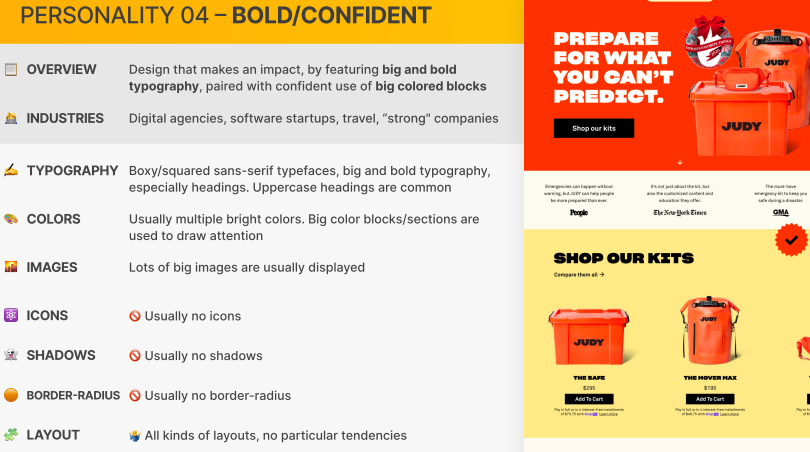 PERSONALITY 04 – BOLD/CONFIDENT
OVERVIEW
Design that makes an impact, by featuring big and bold
typography, paired with confident use of big colored blocks
INDUSTRIES
Digital agencies, software startups, travel, “strong" companies
TYPOGRAPHY
Boxy/squared sans-serif typefaces, big and bold typography,
especially headings. Uppercase headings are common
COLORS
Usually multiple bright colors. Big color blocks/sections are
used to draw attention
IMAGES
Lots of big images are usually displayed
ICONS
Usually no icons
SHADOWS
Usually no shadows
BORDER-RADIUS
Usually no border-radius
LAYOUT
All kinds of layouts, no particular tendencies
PREPARE
FOR WHAT
YOU CAN'T
PREDICT.
Shop our kits
JUDY
JUDY
Emergencies can happen without
warning, but JUDY can help people
be more prepared than ever.
People
It's not just about the kit, but
also the customized content and
education they offer.
The New York Times
The must-have
emergency kit to keep you
safe during a disaster.
GMA
SHOP OUR KITS
Compare them all →
JUDY
JUDY
THE SAFE
$295
Add To Cart
THE MOVER MAX
$195
Add To Cart